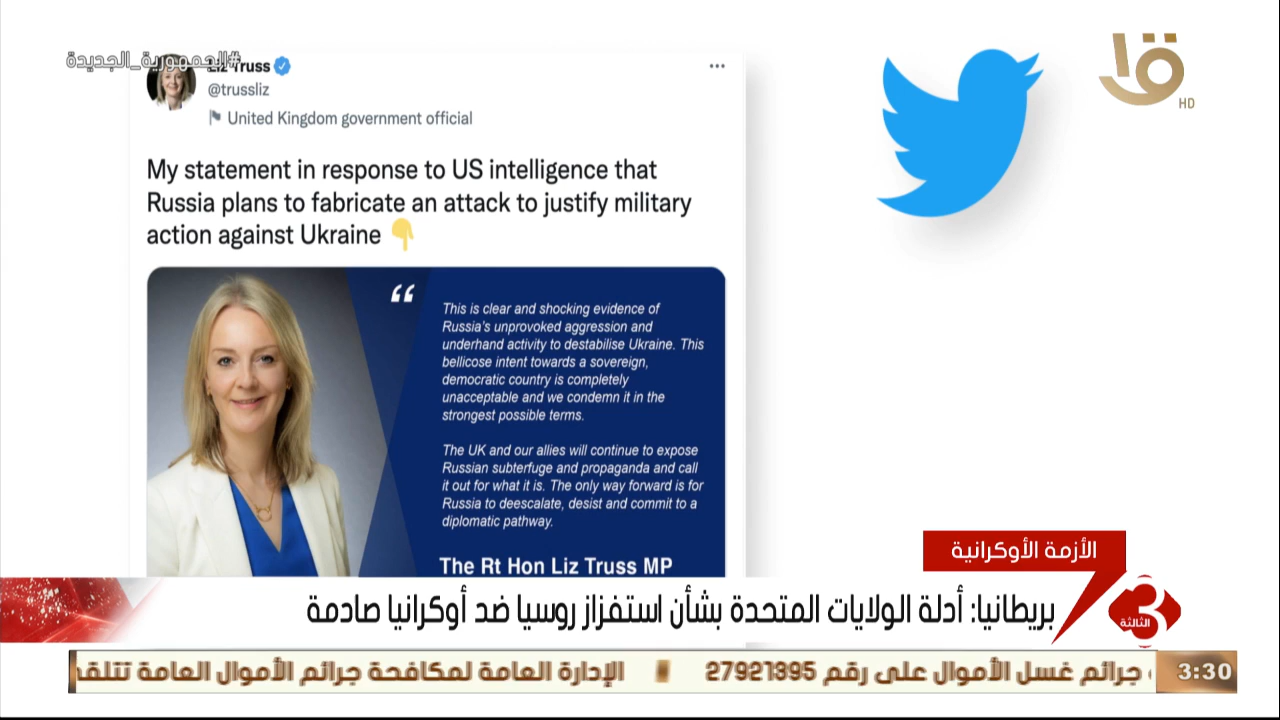 #الجمهورية_الجديدة
Liz Truss
@trussliz
United Kingdom government official
My statement in response to US intelligence that
Russia plans to fabricate an attack to justify military
action against Ukraine
This is clear and shocking evidence of
Russia's unprovoked aggression and
underhand activity to destabilise Ukraine. This
bellicose intent towards a sovereign,
democratic country is completely
unacceptable and we condemn it in the
strongest possible terms.
The UK and our allies will continue to expose
Russian subterfuge and propaganda and call
it out for what it is. The only way forward is for
Russia to deescalate, desist and commit to a
diplomatic pathway.
The Rt Hon Liz Truss MP
HD
الأزمة الأوكرانية
بريطانيا: أدلة الولايات المتحدة بشأن استفزاز روسيا ضد أوكرانيا صادمة
3 الثالثة
جرائم غسل الأموال على رقم 27921395 الإدارة العامة لمكافحة جرائم الأموال العامة
3:30